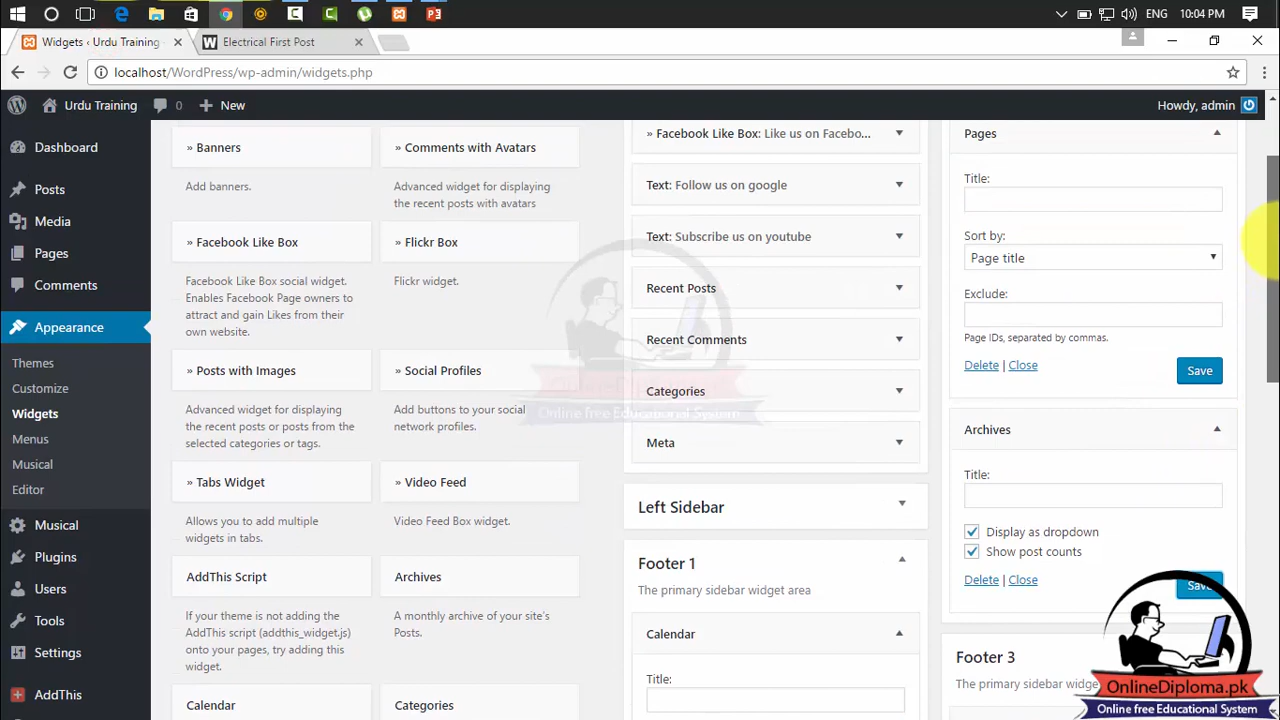 ENG 10:04 PM
Widgets ‹ Urdu Training
Electrical First Post
localhost/WordPress/wp-admin/widgets.php
Urdu Training 0 New
Howdy, admin
Dashboard
Posts
Media
Pages
Comments
Appearance
Themes
Customize
Widgets
Menus
Musical
Editor
Musical
Plugins
Users
Tools
Settings
AddThis
» Banners
Add banners.
» Comments with Avatars
Advanced widget for displaying
the recent posts with avatars
» Facebook Like Box
Facebook Like Box social widget.
Enables Facebook Page owners to
attract and gain Likes from their
own website.
» Flickr Box
Flickr widget.
» Posts with Images
Advanced widget for displaying
the recent posts or posts from the
selected categories or tags.
» Social Profiles
Add buttons to your social
network profiles.
» Tabs Widget
Allows you to add multiple
widgets in tabs.
» Video Feed
Video Feed Box widget.
AddThis Script
If your theme is not adding the
AddThis script (addthis_widget.js)
onto your pages, try adding this
widget.
Archives
A monthly archive of your site's
Posts.
Calendar
Categories
» Facebook Like Box: Like us on Facebo...
Text: Follow us on google
Text: Subscribe us on youtube
Recent Posts
Recent Comments
Categories
Meta
Left Sidebar
Footer 1
The primary sidebar widget area
Calendar
Title:
Pages
Title:
Sort by:
Page title
Exclude:
Page IDs, separated by commas.
Delete | Close
Save
Archives
Title:
Display as dropdown
Show post counts
Delete | Close
Save
Footer 3
The primary sidebar widg
OnlineDiploma.pk
Online free Educational System
OnlineDiploma.pk
Online free Educational System